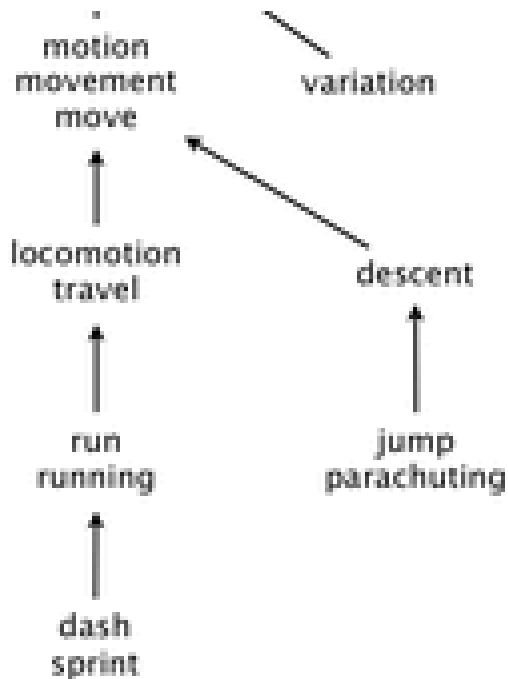 motion
movement
move
variation
locomotion
travel
descent
run
running
jump
parachuting
dash
sprint